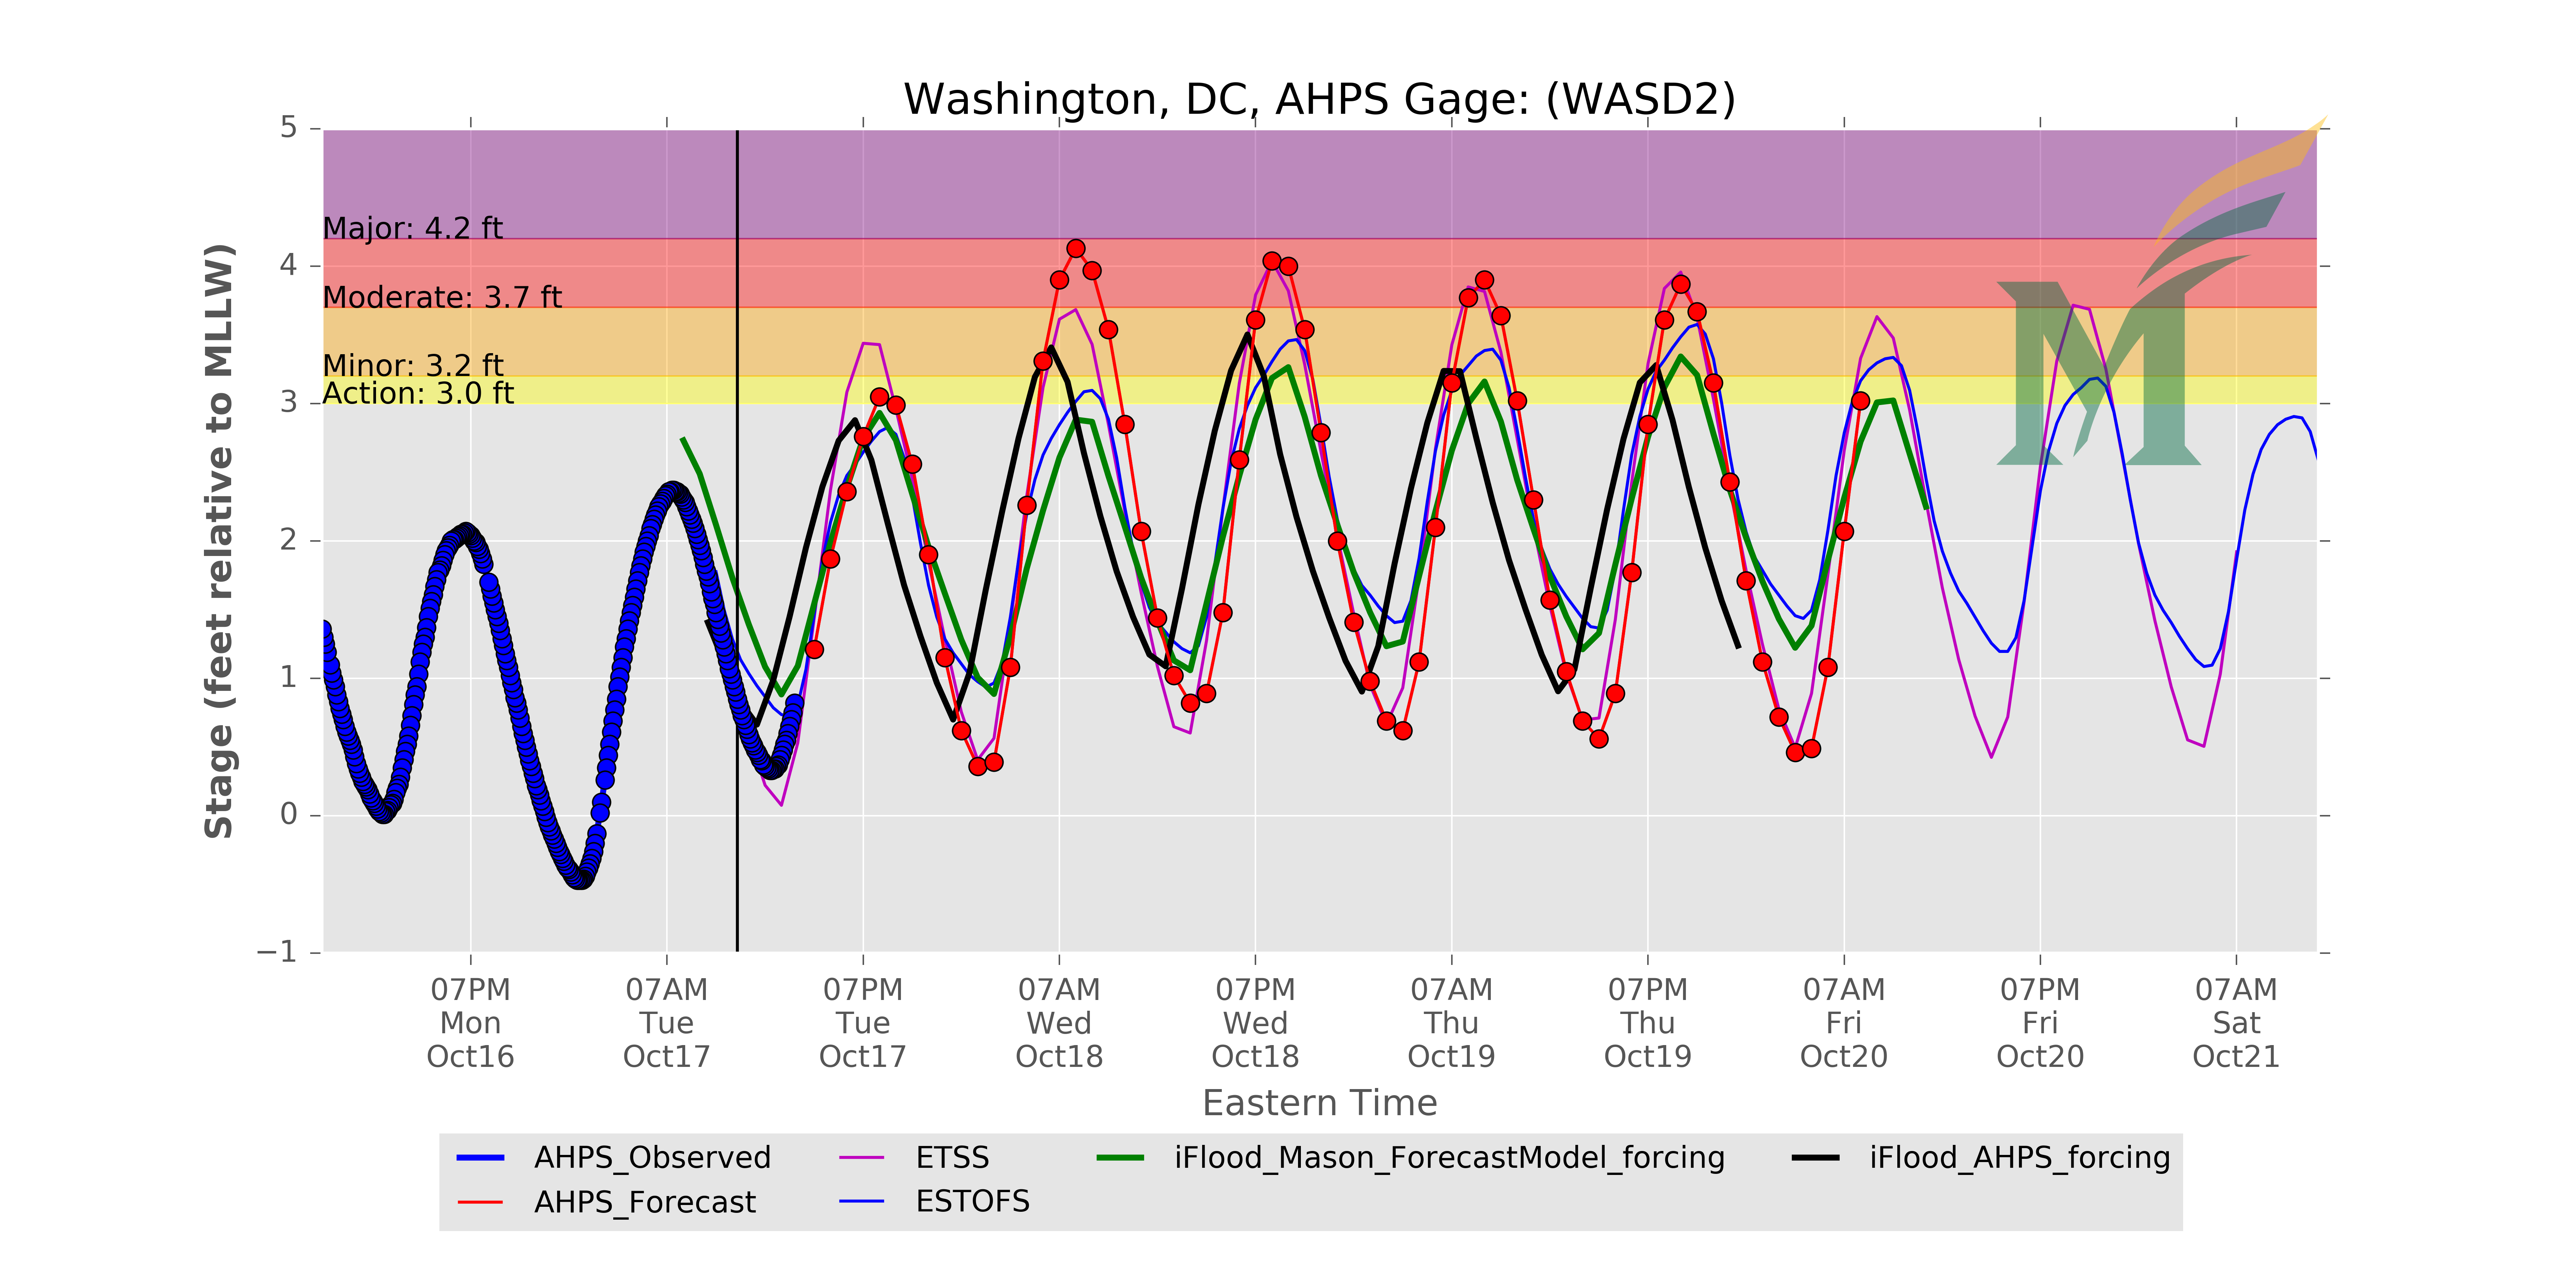 Washington, DC, AHPS Gage: (WASD2)
5
4
3
2
1
0
−1
Stage (feet relative to MLLW)
Major: 4.2 ft
Moderate: 3.7 ft
Minor: 3.2 ft
Action: 3.0 ft
M
07PM Mon Oct16
07AM Tue Oct17
07PM Tue Oct17
07AM Wed Oct18
07PM Wed Oct18
07AM Thu Oct19
07PM Thu Oct19
07AM Fri Oct20
07PM Fri Oct20
07AM Sat Oct21
Eastern Time
AHPS_Observed
AHPS_Forecast
ETSS
ESTOFS
iFlood_Mason_ForecastModel_forcing
iFlood_AHPS_forcing